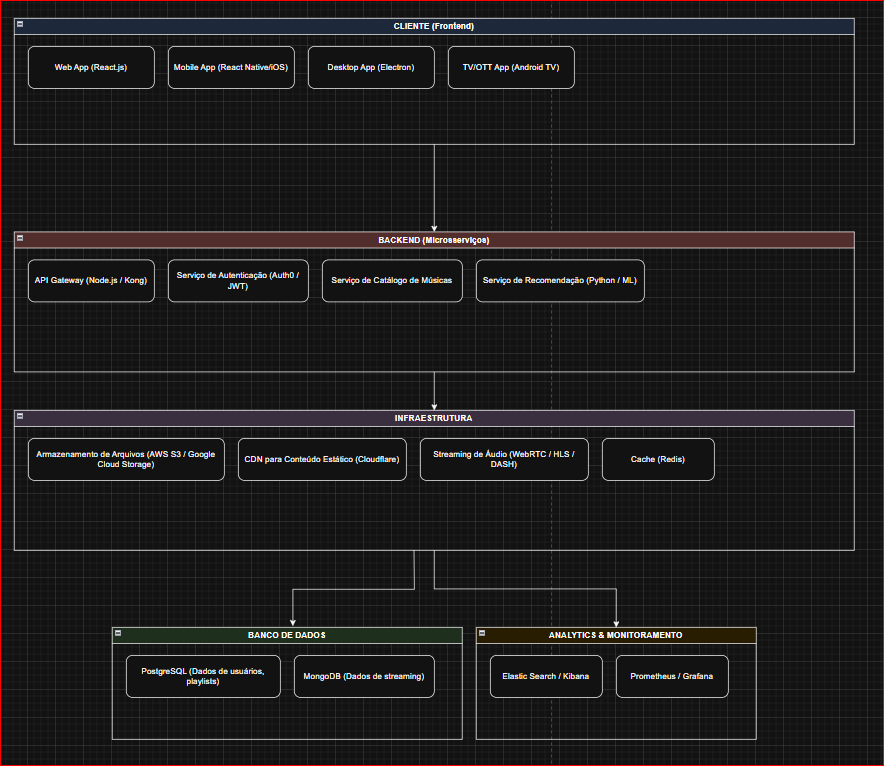 CLIENTE (Frontend)
Web App (React.js)
Mobile App (React Native/iOS)
Desktop App (Electron)
TV/OTT App (Android TV)
BACKEND (Microsserviços)
API Gateway (Node.js / Kong)
Serviço de Autenticação (Auth0 /
JWT)
Serviço de Catálogo de Músicas
Serviço de Recomendação (Python / ML)
INFRAESTRUTURA
Armazenamento de Arquivos (AWS S3 / Google
Cloud Storage)
CDN para Conteúdo Estático (Cloudflare)
Streaming de Áudio (WebRTC / HLS /
DASH)
Cache (Redis)
BANCO DE DADOS
PostgreSQL (Dados de usuários,
playlists)
MongoDB (Dados de streaming)
ANALYTICS & MONITORAMENTO
Elastic Search / Kibana
Prometheus / Grafana